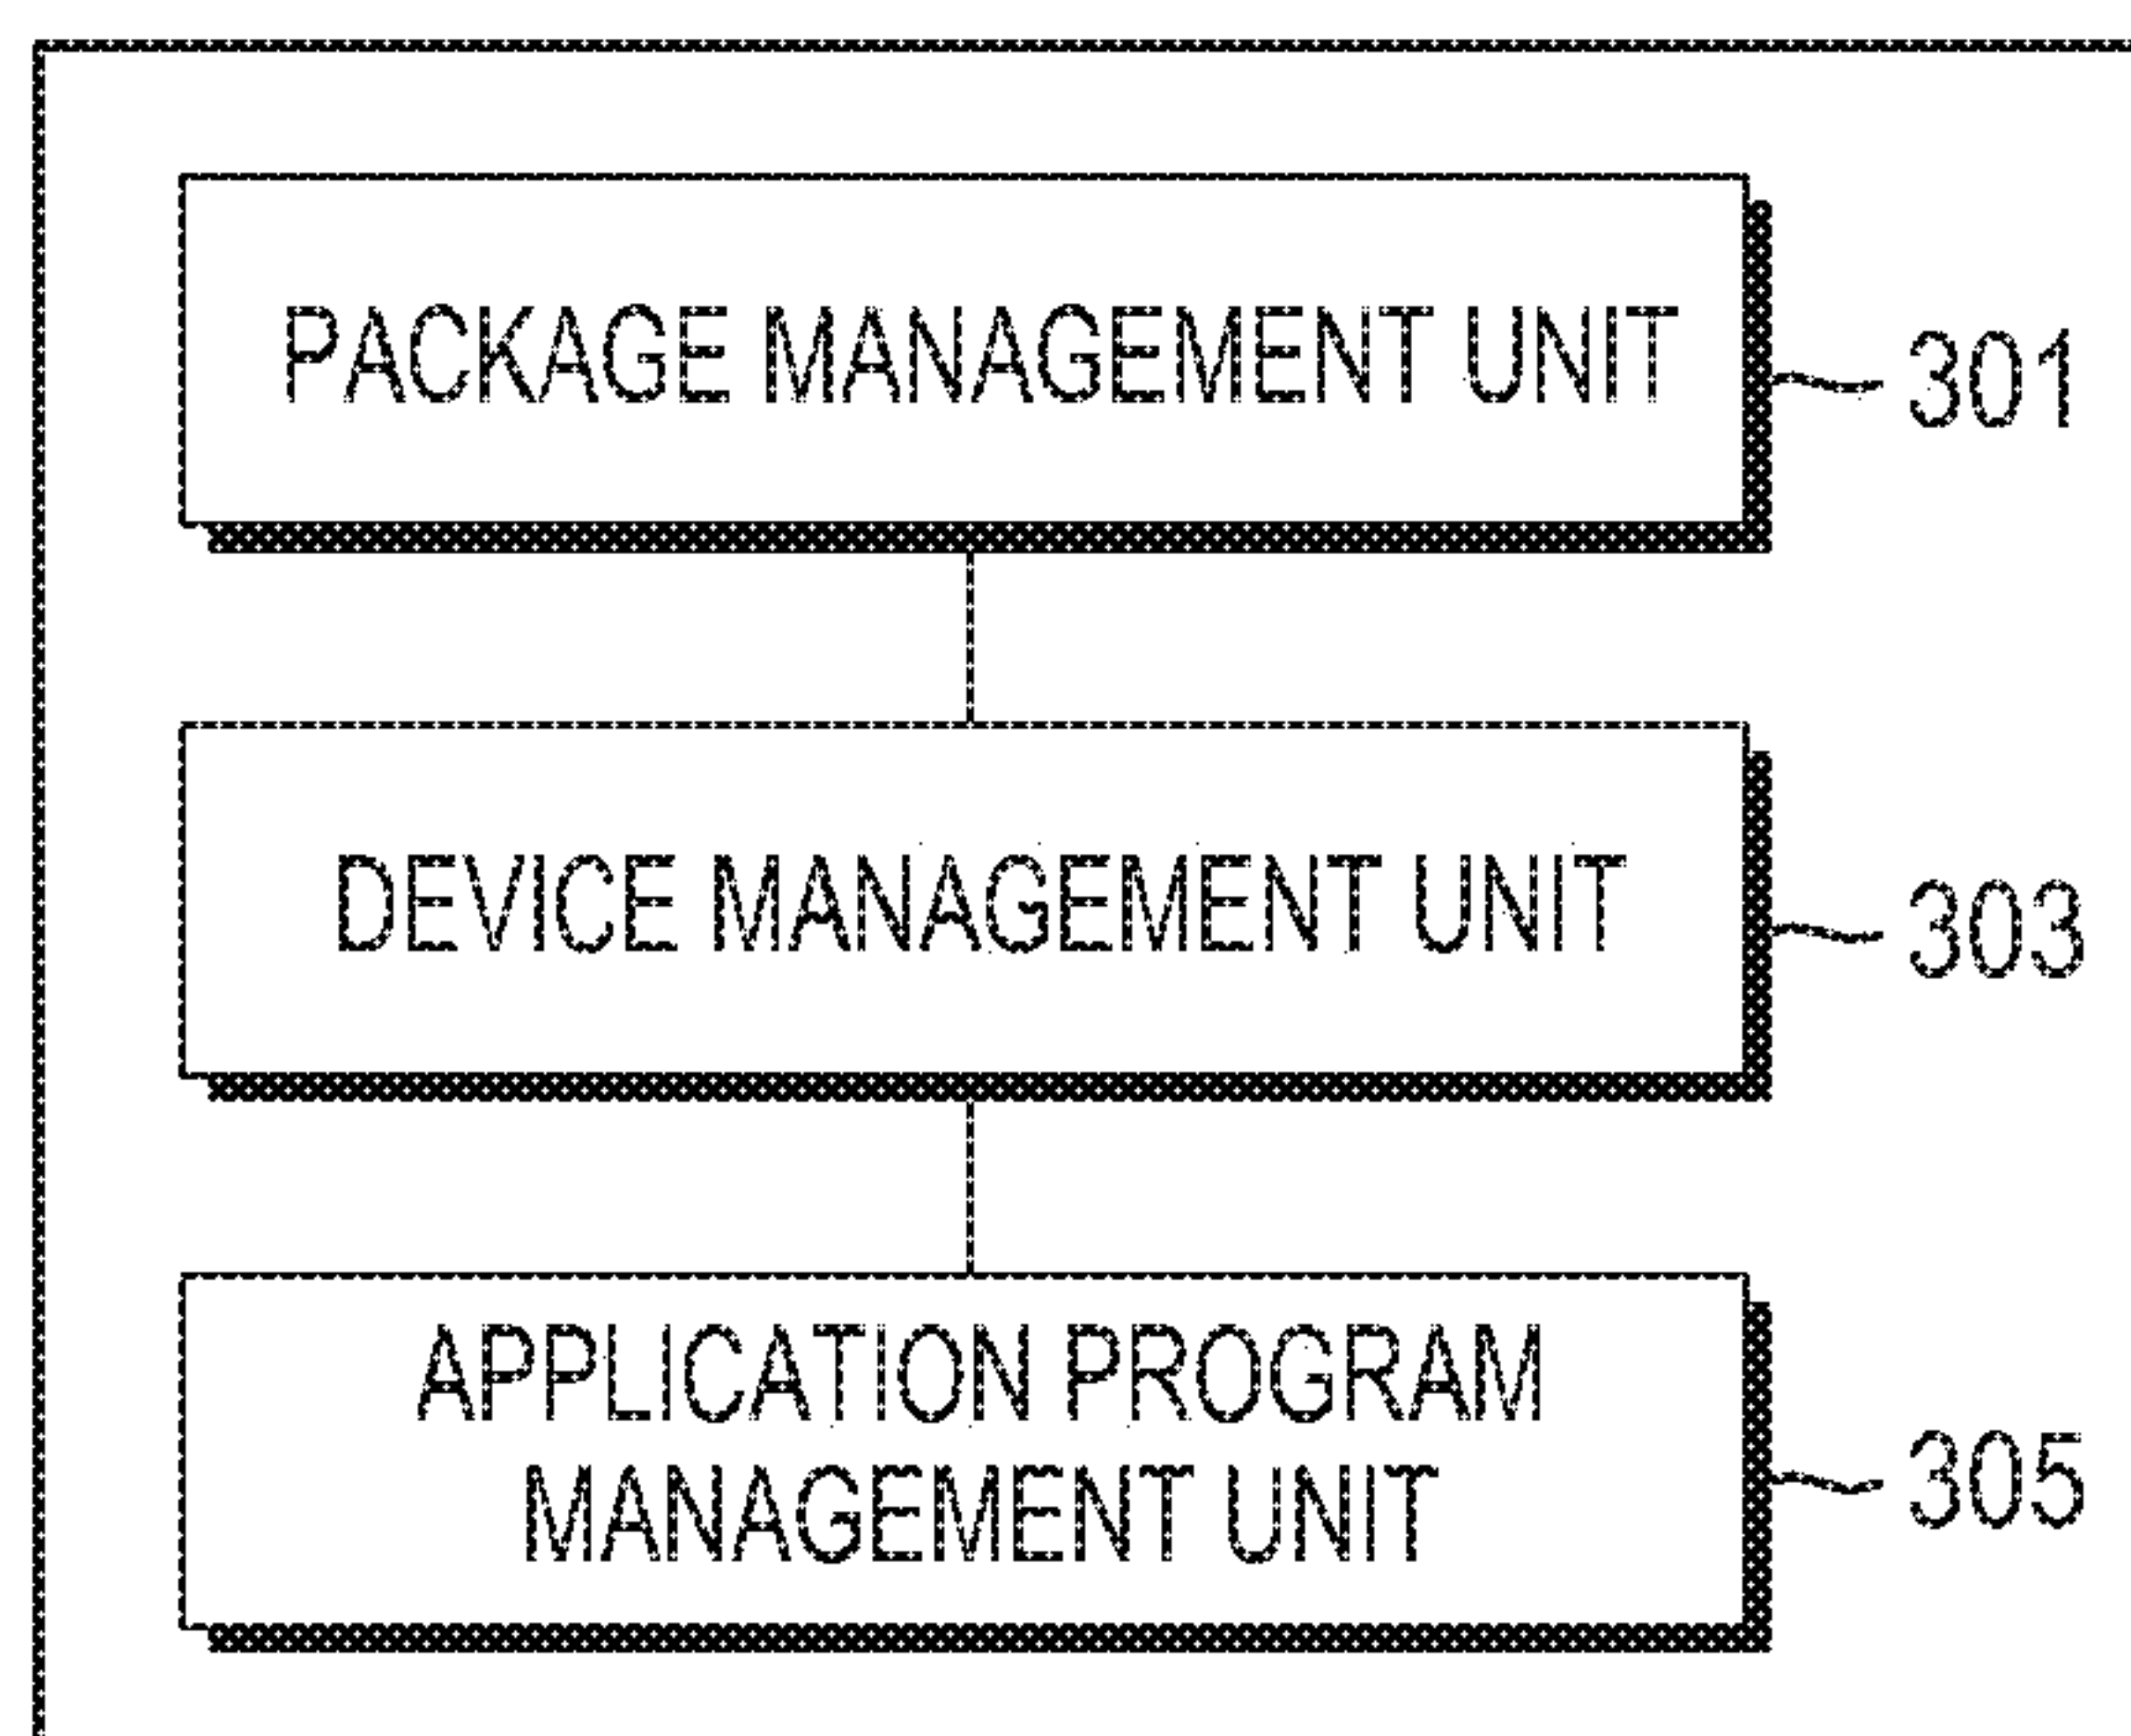 PACKAGE MANAGEMENT UNIT
301
DEVICE MANAGEMENT UNIT
303
APPLICATION PROGRAM
MANAGEMENT UNIT
305